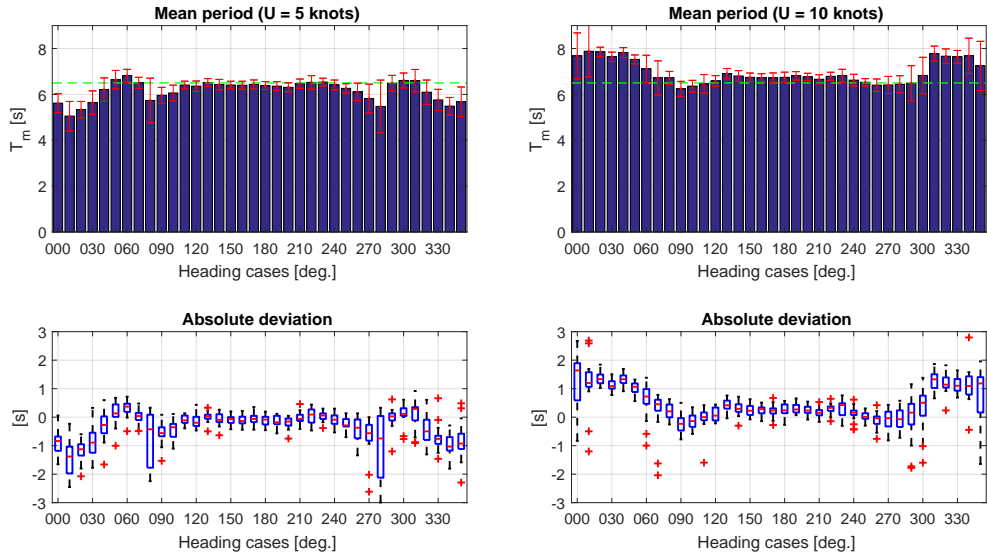 Mean period (U = 5 knots)
8
6
4
2
0
T_m [s]
000 030 060 090 120 150 180 210 240 270 300 330
Heading cases [deg.]
Mean period (U = 10 knots)
8
6
4
2
0
T_m [s]
000 030 060 090 120 150 180 210 240 270 300 330
Heading cases [deg.]
Absolute deviation
3
2
1
0
-1
-2
-3
[s]
000 030 060 090 120 150 180 210 240 270 300 330
Heading cases [deg.]
Absolute deviation
3
2
1
0
-1
-2
-3
[s]
000 030 060 090 120 150 180 210 240 270 300 330
Heading cases [deg.]